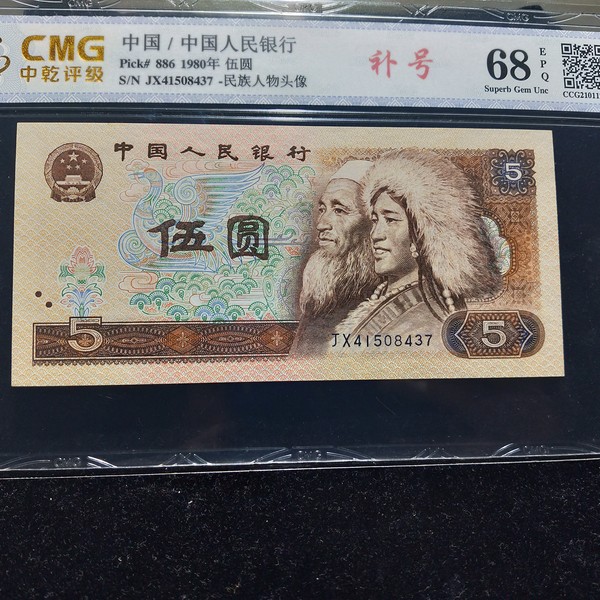 CMG
中乾评级
中国 / 中国人民银行
Pick# 886 1980年 伍圆
S/N JX41508437 -民族人物头像
补号
68
EPQ
Superb Gem Unc
中国人民银行
5
伍圆
5
JX41508437
5